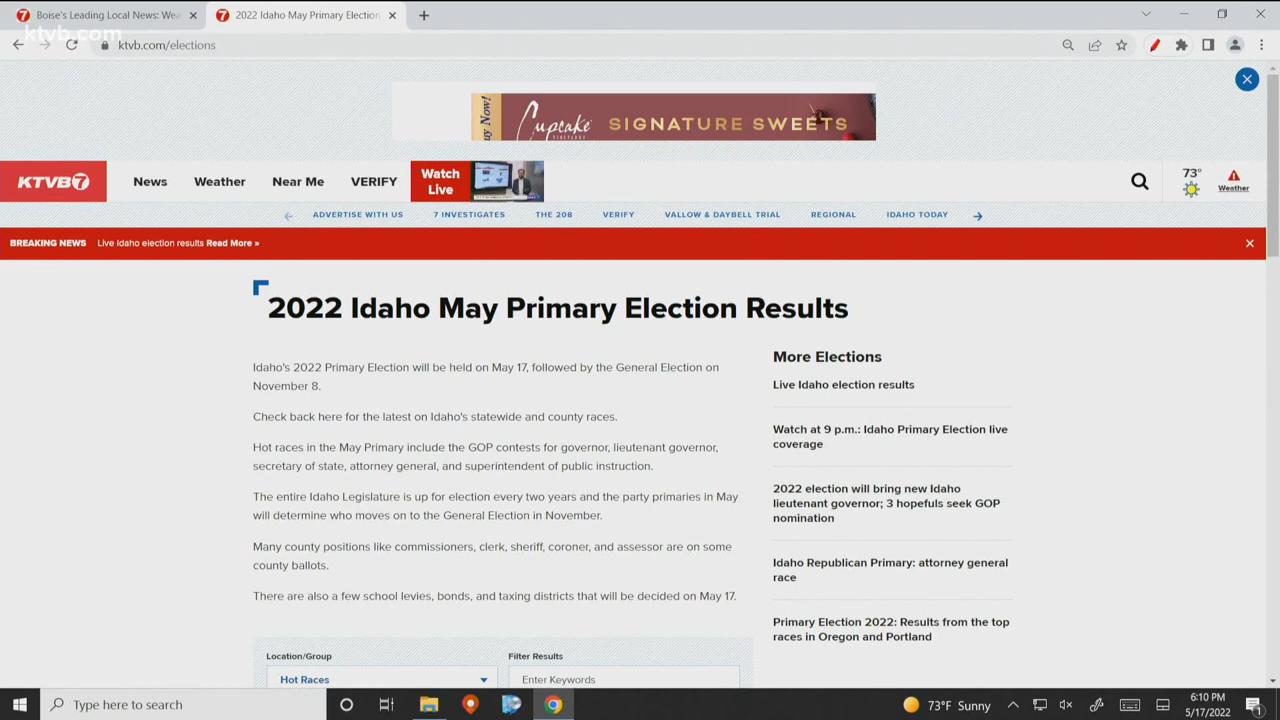 Boise's Leading Local News: Wea
2022 Idaho May Primary Election
ktvb.com
ktvb.com/elections
Buy Now!
Cupcake
VINEYARDS
SIGNATURE SWEETS
KTVB7
News
Weather
Near Me
VERIFY
Watch
Live
73°
Weather
ADVERTISE WITH US
7 INVESTIGATES
THE 208
VERIFY
VALLOW & DAYBELL TRIAL
REGIONAL
IDAHO TODAY
BREAKING NEWS Live Idaho election results Read More »
2022 Idaho May Primary Election Results
Idaho's 2022 Primary Election will be held on May 17, followed by the General Election on
November 8.
Check back here for the latest on Idaho's statewide and county races.
Hot races in the May Primary include the GOP contests for governor, lieutenant governor,
secretary of state, attorney general, and superintendent of public instruction.
The entire Idaho Legislature is up for election every two years and the party primaries in May
will determine who moves on to the General Election in November.
Many county positions like commissioners, clerk, sheriff, coroner, and assessor are on some
county ballots.
There are also a few school levies, bonds, and taxing districts that will be decided on May 17.
Location/Group
Hot Races
Filter Results
Enter Keywords
More Elections
Live Idaho election results
Watch at 9 p.m.: Idaho Primary Election live
coverage
2022 election will bring new Idaho
lieutenant governor; 3 hopefuls seek GOP
nomination
Idaho Republican Primary: attorney general
race
Primary Election 2022: Results from the top
races in Oregon and Portland
Type here to search
73°F Sunny
6:10 PM
5/17/2022
1